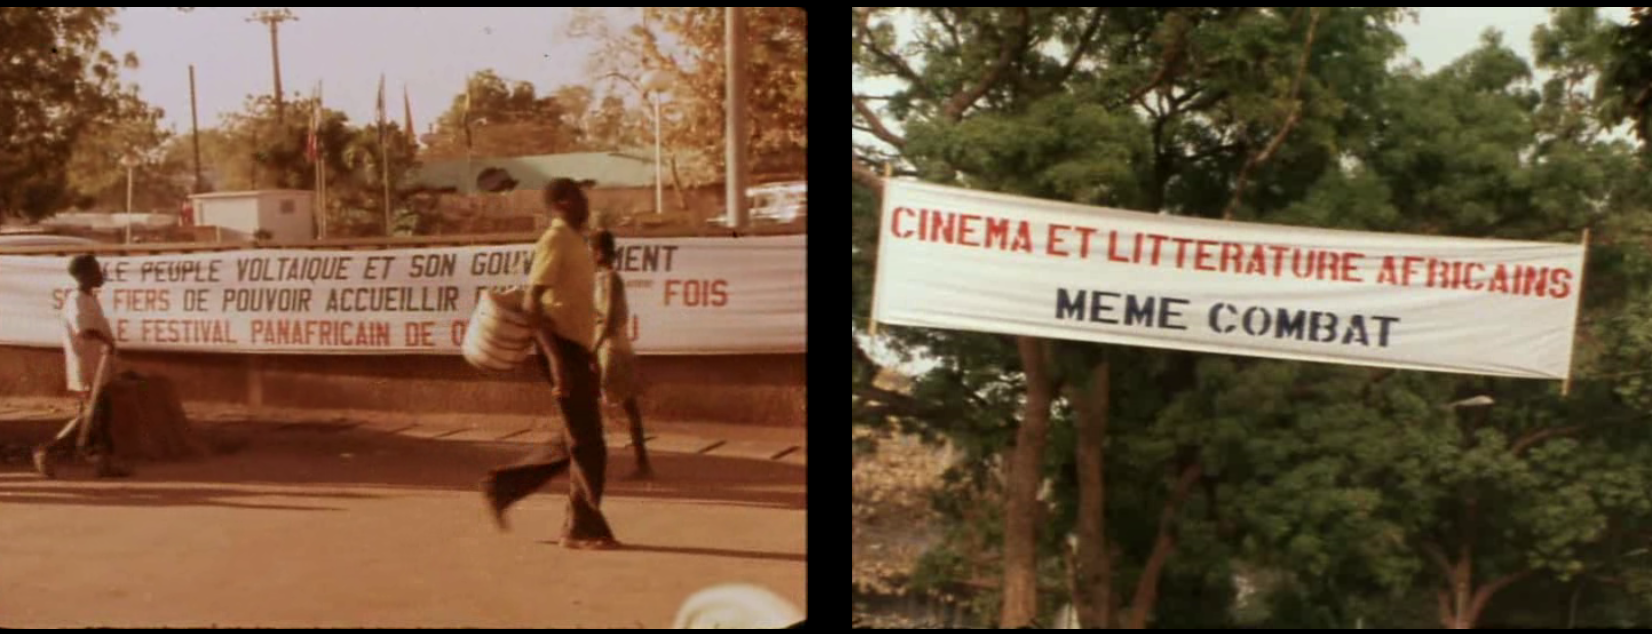 LE PEUPLE VOLTAIQUE ET SON GOUV MENT
FIERS DE POUVOIR ACCUEILLIR FOIS
LE FESTIVAL PANAFRICAIN DE
CINEMA ET LITTERATURE AFRICAINS
MEME COMBAT